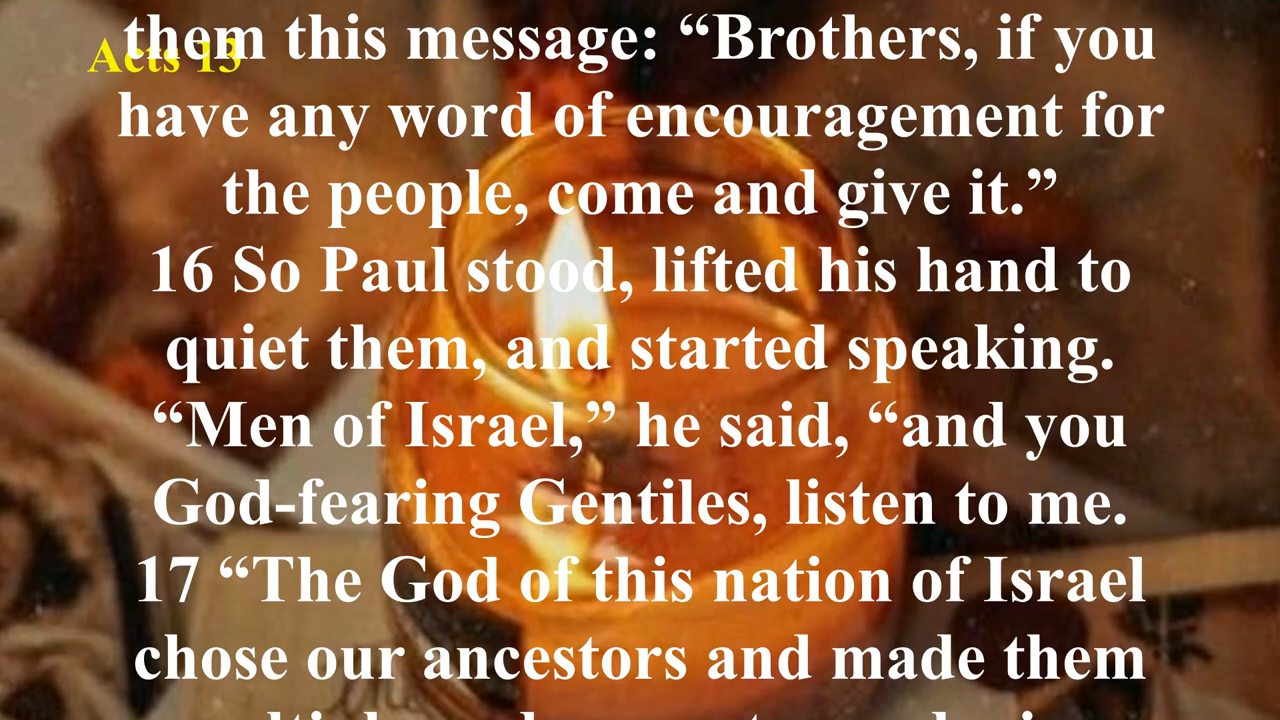 Acts 13
them this message: “Brothers, if you
have any word of encouragement for
the people, come and give it.”
16 So Paul stood, lifted his hand to
quiet them, and started speaking.
“Men of Israel,” he said, “and you
God-fearing Gentiles, listen to me.
17 “The God of this nation of Israel
chose our ancestors and made them